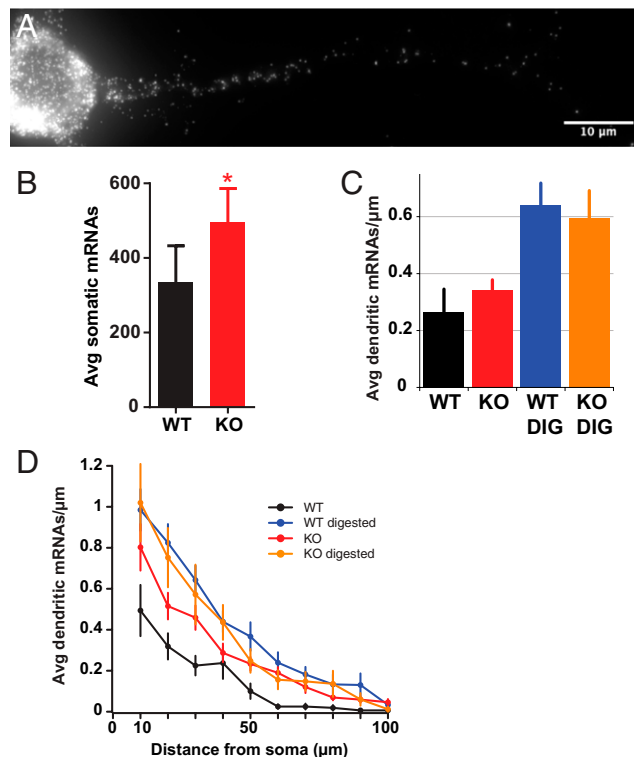 A
10 µm
B
Avg somatic mRNAs
600
400
200
0
WT KO
*
C
Avg dendritic mRNAs/µm
0.6
0.4
0.2
0
WT KO WT KO
DIG DIG
D
Avg dendritic mRNAs/µm
1.2
1
0.8
0.6
0.4
0.2
0
0 10 50 100
Distance from soma (µm)
WT
WT digested
KO
KO digested